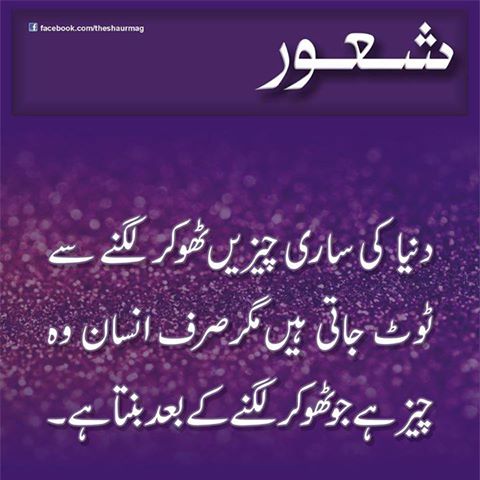 facebook.com/theshaurmag
شعور
دنیا کی ساری چیزیں ٹھوکر لگنے سے
ٹوٹ جاتی ہیں مگر صرف انسان وہ
چیز ہے جو ٹھوکر لگنے کے بعد بنتا ہے۔